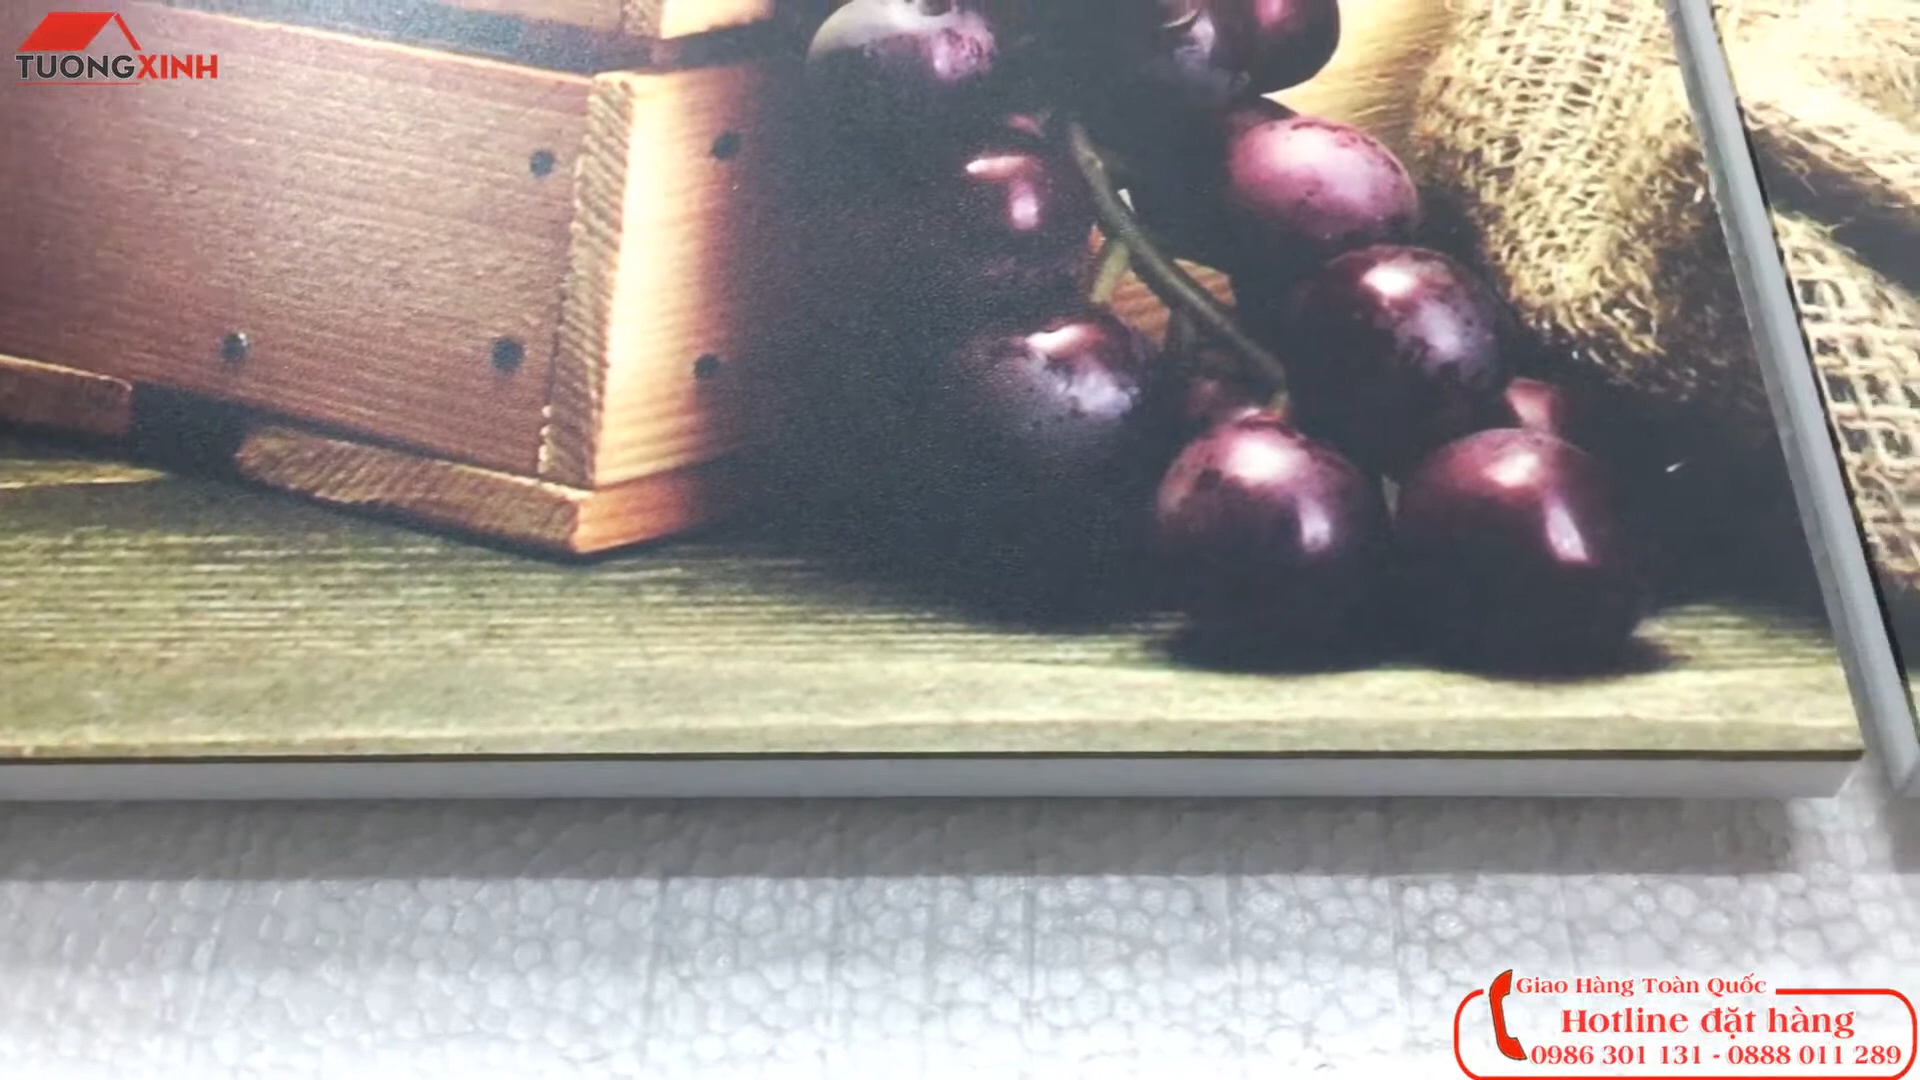 TUONGXINH
Giao Hàng Toàn Quốc
Hotline đặt hàng
0986 301 131 - 0888 011 289